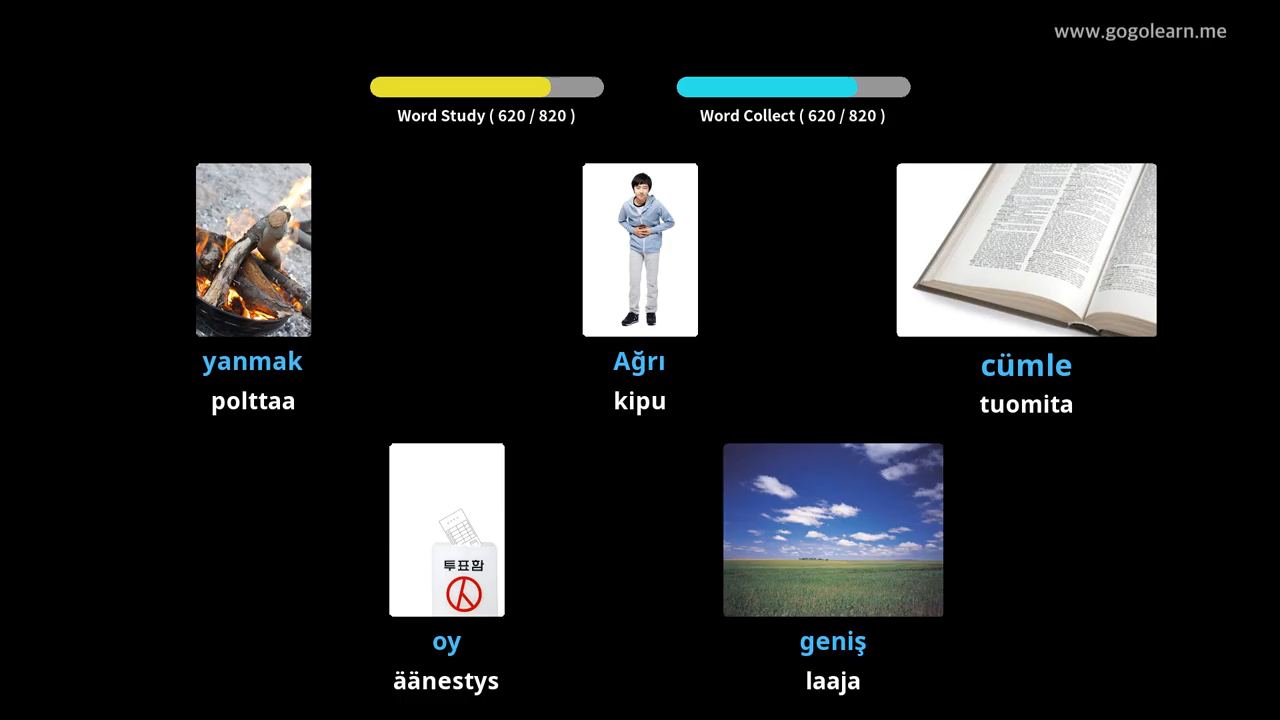 www.gogolearn.me
Word Study ( 620 / 820 )
Word Collect ( 620 / 820 )
yanmak
polttaa
Ağrı
kipu
cümle
tuomita
투표함
oy
äänestys
geniş
laaja